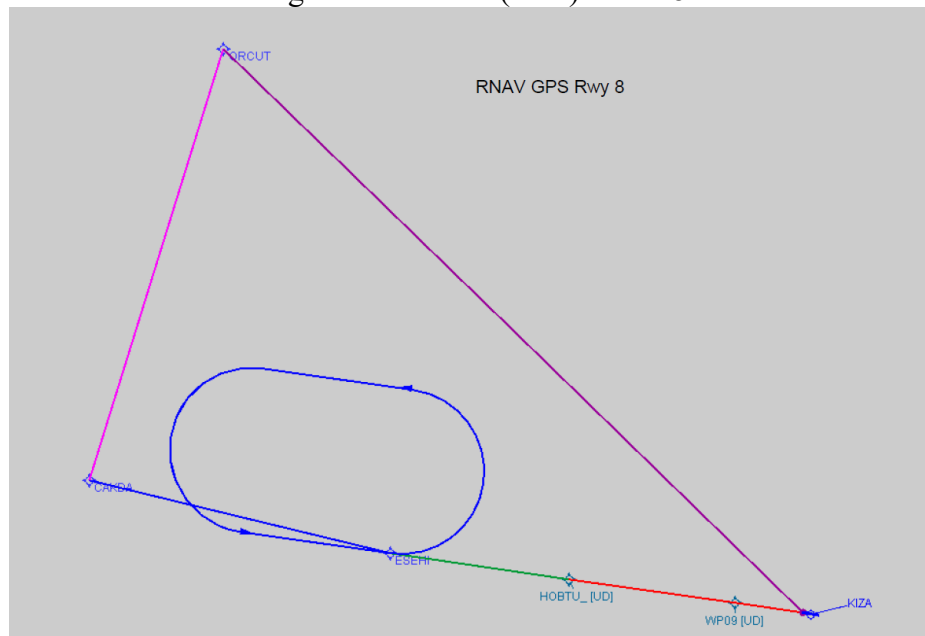 ORCUT
RNAV GPS Rwy 8
CAKDA
ESEHI
HOBTU_ [UD]
WP09 [UD]
KIZA